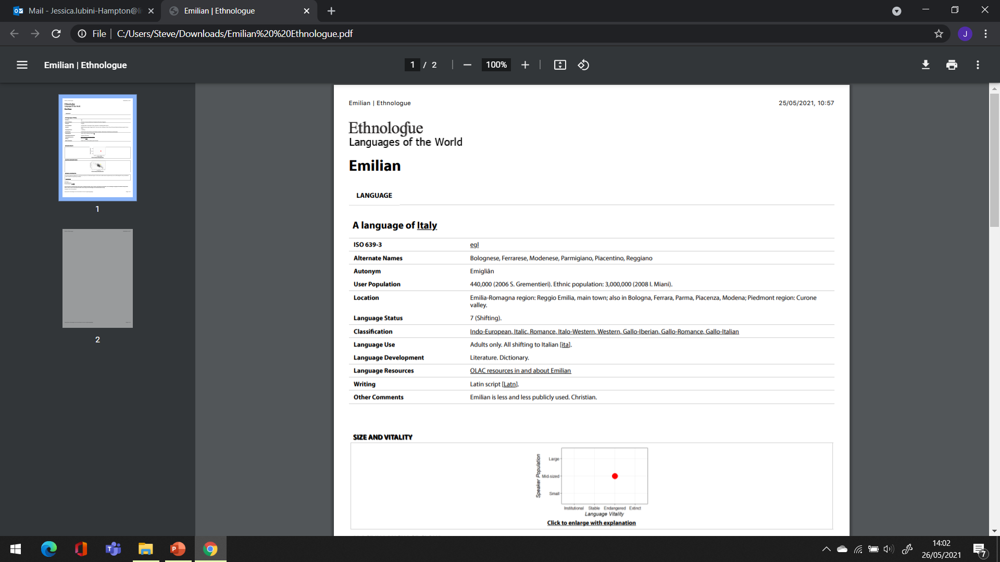 Mail - Jessica.lubini-Hampton@li
Emilian | Ethnologue
File
C:/Users/Steve/Downloads/Emilian%20%20Ethnologue.pdf
J
Emilian | Ethnologue
1 / 2
100%
1
2
Emilian | Ethnologue
25/05/2021, 10:57
Ethnologue
Languages of the World
Emilian
LANGUAGE
A language of Italy
ISO 639-3 egl
Alternate Names Bolognese, Ferrarese, Modenese, Parmigiano, Piacentino, Reggiano
Autonym Emigliân
User Population 440,000 (2006 S. Grementieri). Ethnic population: 3,000,000 (2008 I. Miani).
Location Emilia-Romagna region: Reggio Emilia, main town; also in Bologna, Ferrara, Parma, Piacenza, Modena; Piedmont region: Curone
valley.
Language Status 7 (Shifting).
Classification Indo-European, Italic, Romance, Italo-Western, Western, Gallo-Iberian, Gallo-Romance, Gallo-Italian
Language Use Adults only. All shifting to Italian [ita].
Language Development Literature. Dictionary.
Language Resources OLAC resources in and about Emilian
Writing Latin script [Latn].
Other Comments Emilian is less and less publicly used. Christian.
SIZE AND VITALITY
Speaker Population
Large
Mid-sized
Small
Institutional Stable Endangered Extinct
Language Vitality
Click to enlarge with explanation
14:02
26/05/2021
7